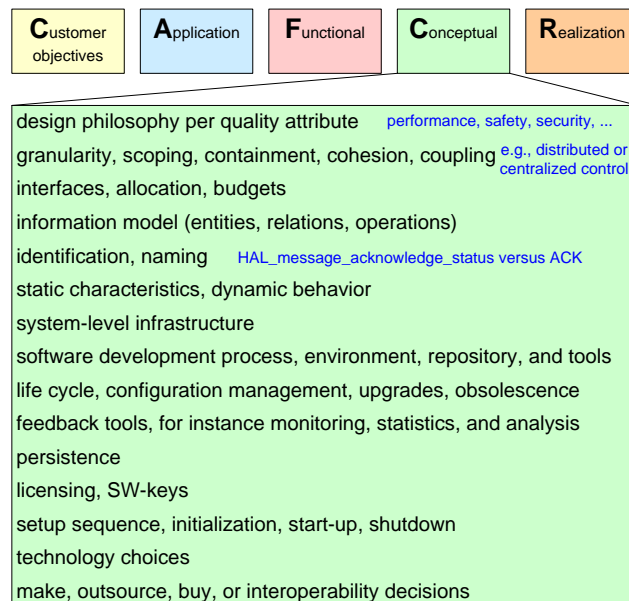 Customer objectives
Application
Functional
Conceptual
Realization
design philosophy per quality attribute performance, safety, security, ...
granularity, scoping, containment, cohesion, coupling e.g., distributed or centralized control
interfaces, allocation, budgets
information model (entities, relations, operations)
identification, naming HAL_message_acknowledge_status versus ACK
static characteristics, dynamic behavior
system-level infrastructure
software development process, environment, repository, and tools
life cycle, configuration management, upgrades, obsolescence
feedback tools, for instance monitoring, statistics, and analysis
persistence
licensing, SW-keys
setup sequence, initialization, start-up, shutdown
technology choices
make, outsource, buy, or interoperability decisions